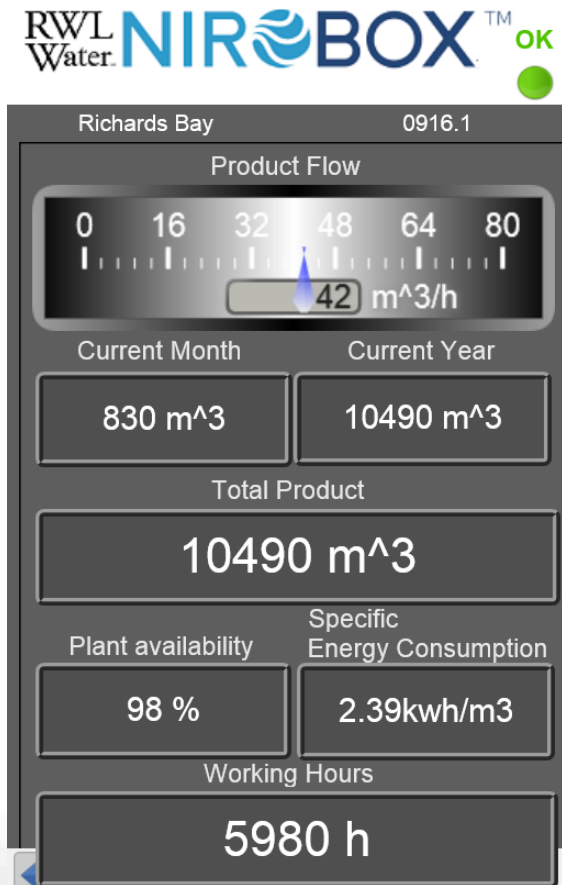 RWL
Water. NIROBOX™ OK
Richards Bay 0916.1
Product Flow
0 16 32 48 64 80
42 m^3/h
Current Month Current Year
830 m^3 10490 m^3
Total Product
10490 m^3
Specific
Plant availability Energy Consumption
98 % 2.39kwh/m3
Working Hours
5980 h